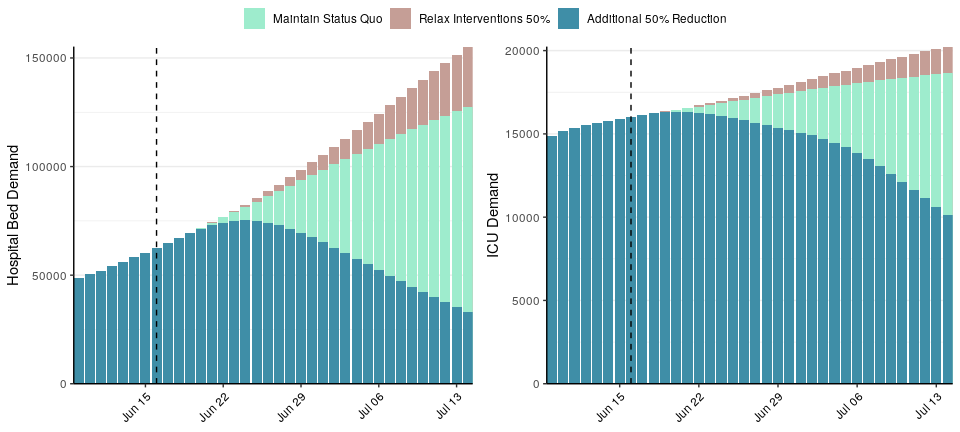 Maintain Status Quo Relax Interventions 50% Additional 50% Reduction
Hospital Bed Demand
150000
100000
50000
0
Jun 15 Jun 22 Jun 29 Jul 06 Jul 13
ICU Demand
20000
15000
10000
5000
0
Jun 15 Jun 22 Jun 29 Jul 06 Jul 13